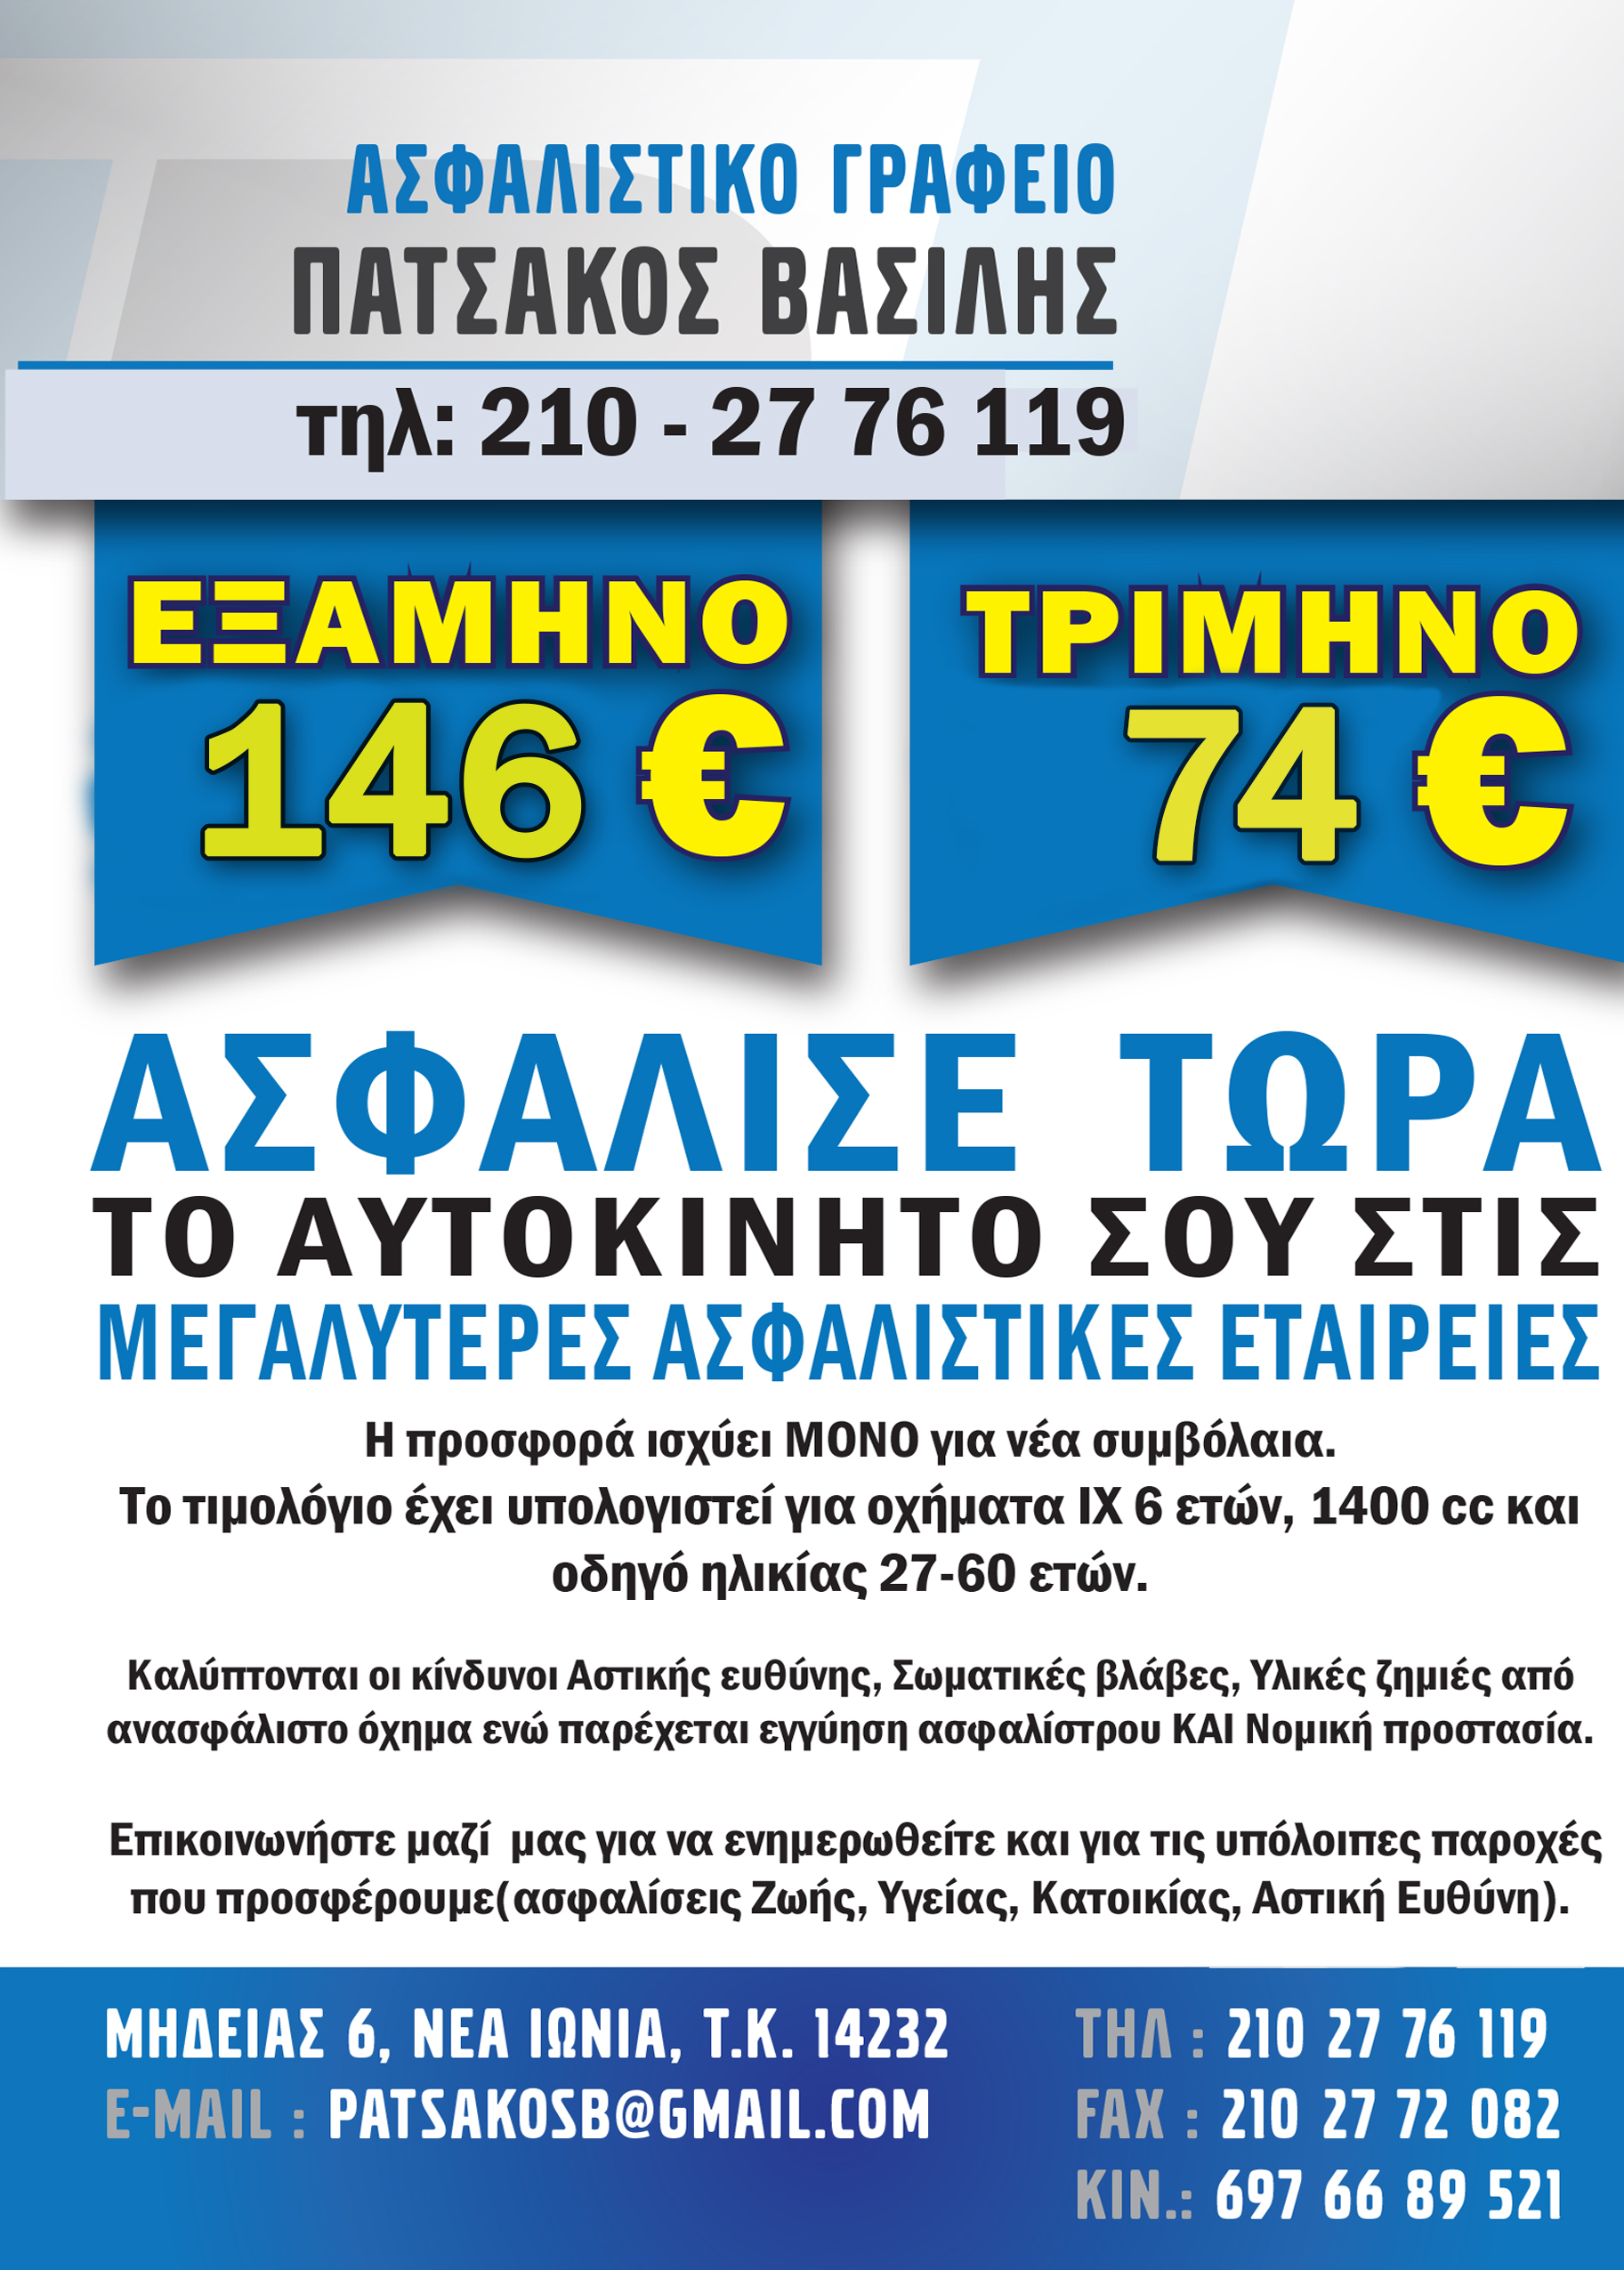 ΑΣΦΑΛΙΣΤΙΚΟ ΓΡΑΦΕΙΟ
ΠΑΤΣΑΚΟΣ ΒΑΣΙΛΗΣ
τηλ: 210 - 27 76 119
ΕΞΑΜΗΝΟ
146 €
ΤΡΙΜΗΝΟ
74 €
ΑΣΦΑΛΙΣΕ ΤΩΡΑ
ΤΟ ΑΥΤΟΚΙΝΗΤΟ ΣΟΥ ΣΤΙΣ
ΜΕΓΑΛΥΤΕΡΕΣ ΑΣΦΑΛΙΣΤΙΚΕΣ ΕΤΑΙΡΕΙΕΣ
Η προσφορά ισχύει ΜΟΝΟ για νέα συμβόλαια.
Το τιμολόγιο έχει υπολογιστεί για οχήματα ΙΧ 6 ετών, 1400 cc και
οδηγό ηλικίας 27-60 ετών.
Καλύπτονται οι κίνδυνοι Αστικής ευθύνης, Σωματικές βλάβες, Υλικές ζημιές από
ανασφάλιστο όχημα ενώ παρέχεται εγγύηση ασφαλίστρου ΚΑΙ Νομική προστασία.
Επικοινωνήστε μαζί  μας για να ενημερωθείτε και για τις υπόλοιπες παροχές
που προσφέρουμε(ασφαλίσεις Ζωής, Υγείας, Κατοικίας, Αστική Ευθύνη).
ΜΗΔΕΙΑΣ 6, ΝΕΑ ΙΩΝΙΑ, Τ.Κ. 14232
E-MAIL : PATSAKOSB@GMAIL.COM
ΤΗΛ : 210 27 76 119
FAX : 210 27 72 082
ΚΙΝ.: 697 66 89 521